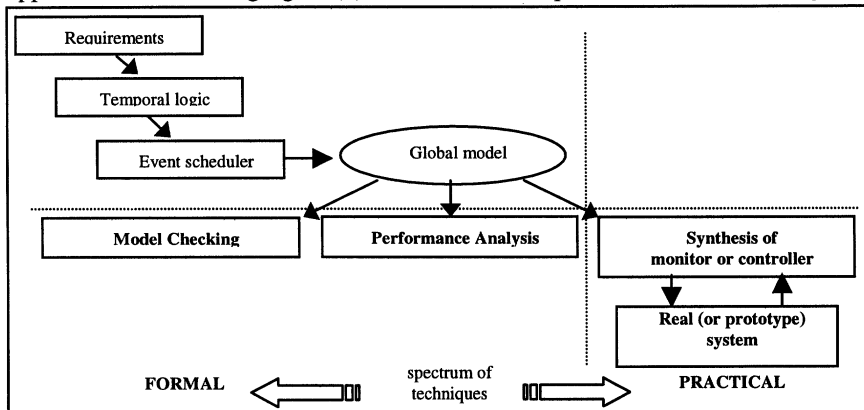 Requirements
Temporal logic
Event scheduler
Global model
Model Checking
Performance Analysis
Synthesis of
monitor or controller
Real (or prototype)
system
FORMAL
spectrum of
techniques
PRACTICAL